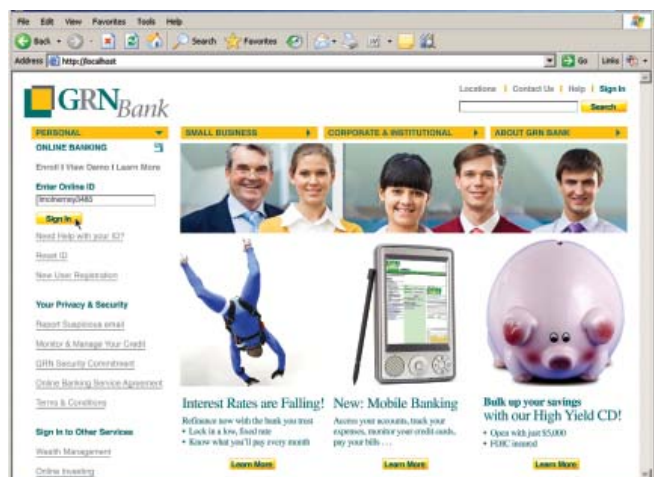 File Edit View Favorites Tools Help
Back Search Favorites
Address http://localhost Go Links
GRNBank
Locations | Contact Us | Help | Sign In
Search
PERSONAL SMALL BUSINESS CORPORATE & INSTITUTIONAL ABOUT GRN BANK
ONLINE BANKING
Enroll | View Demo | Learn More
Enter Online ID
Sign In
Need Help with your ID?
Reset ID
New User Registration
Your Privacy & Security
Report Suspicious email
Monitor & Manage Your Credit
GRN Security Commitment
Online Banking Service Agreement
Terms & Conditions
Sign In to Other Services
Wealth Management
Online Investing
Interest Rates are Falling!
Refinance now with the bank you trust
• Lock in a low, fixed rate
• Know what you'll pay every month
Learn More
New: Mobile Banking
Access your accounts, track your
expenses, monitor your credit cards,
pay your bills . . .
Learn More
Bulk up your savings
with our High Yield CD!
• Open with just $5,000
• FDIC insured
Learn More